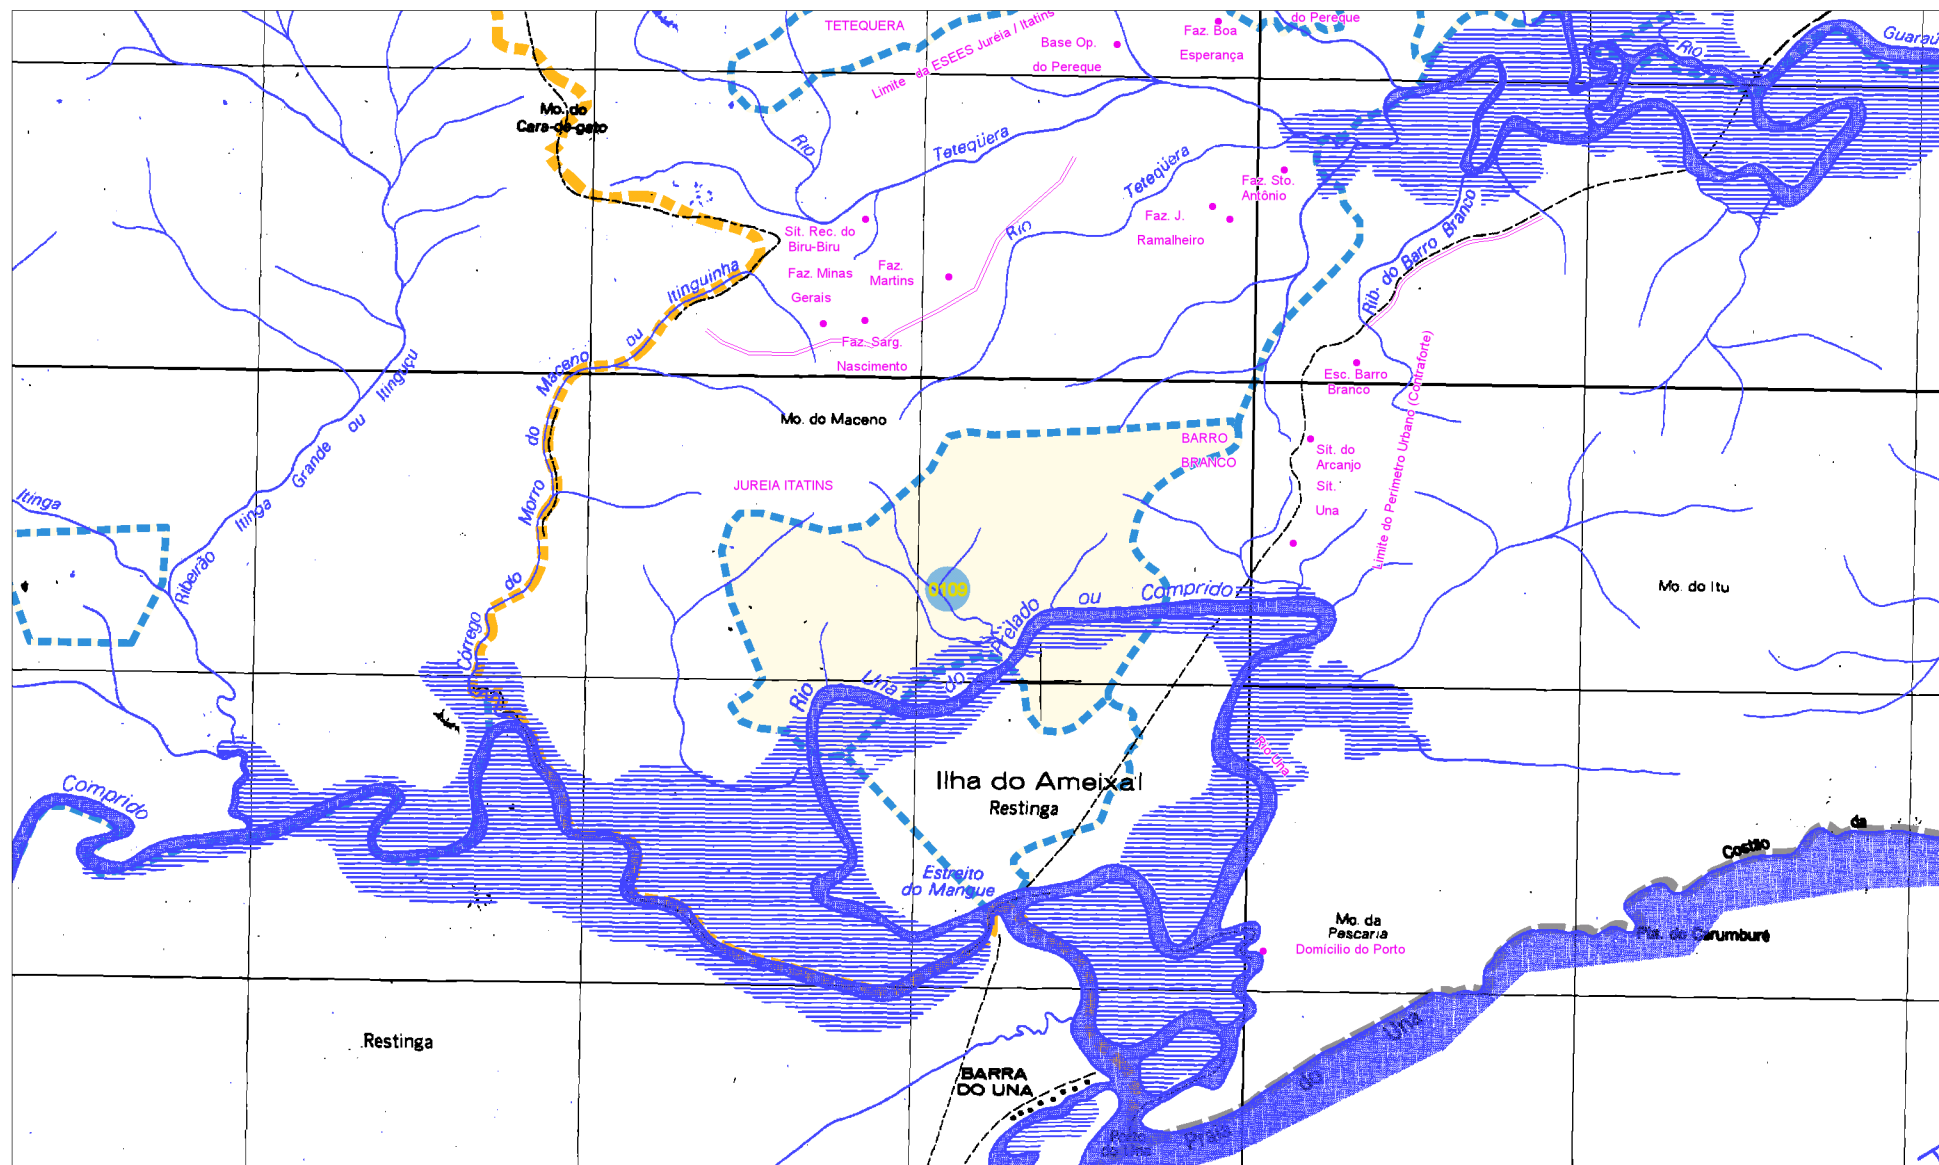 TETEQUERA
Limite da ESEES Juréia / Itatins
Base Op.
do Pereque
Faz. Boa
Esperança
do Pereque
Rio
Guaraú
Mo. do
Cara-de-gato
Rio
Teteqüera
Rio
Teteqüera
Faz. Sto.
Antônio
Faz. J.
Ramalheiro
Sit. Rec. do
Biru-Biru
Faz. Minas
Gerais
Faz.
Martins
Faz. Sarg.
Nascimento
Rib. do Barro Branco
Esc. Barro
Branco
Limite do Perimetro Urbano (Contraforte)
Córrego do Morro do Maceno ou Itinguinha
Ribeirão Itinga Grande ou Itinguçu
Itinga
Mo. do Maceno
BARRO
BRANCO
JUREIA ITATINS
Sít. do
Arcanjo
Sit.
Una
0109
Mo. do Itu
Rio Una do Prelado ou Comprido
Rio Una
Comprido
Ilha do Ameixal
Restinga
Estreito
do Mangue
Mo. da
Pescaria
Domicílio do Porto
Costão da
Pta. do Carumburé
Restinga
BARRA
DO UNA
Praia do Una